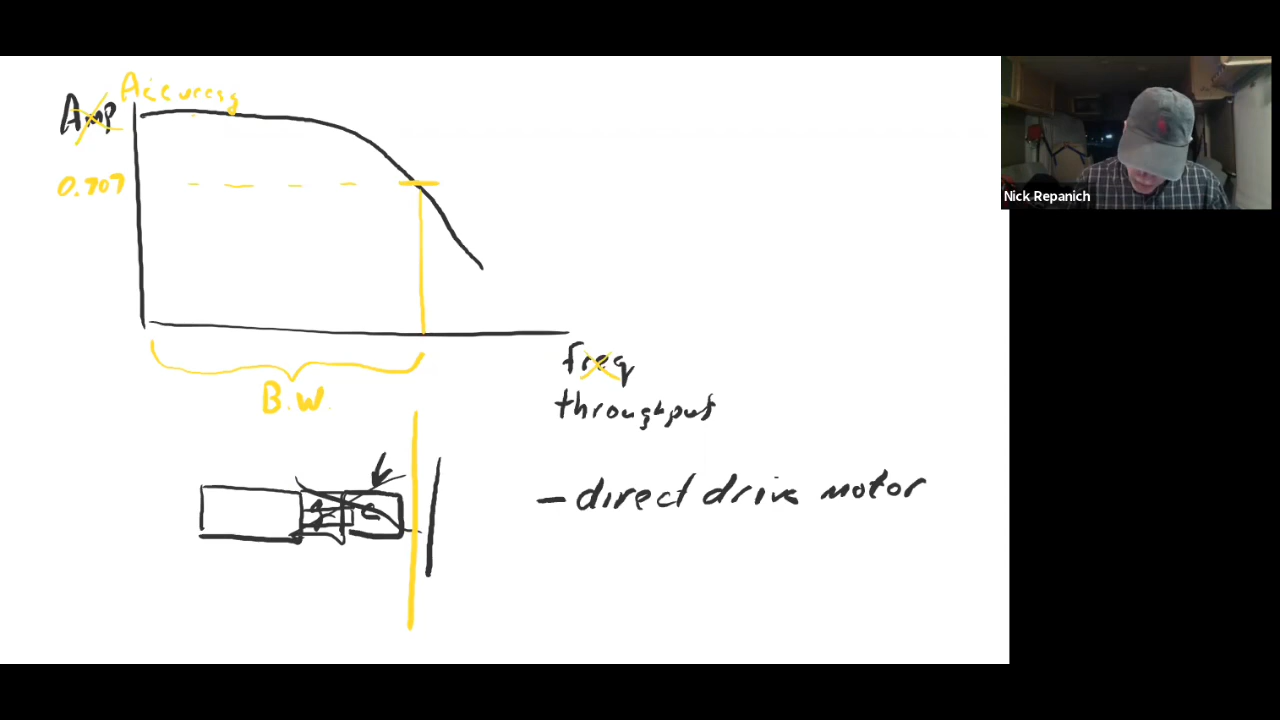 Accuracy
Amp
0.707
B.W.
freq
throughput
- direct drive motor
Nick Repanich